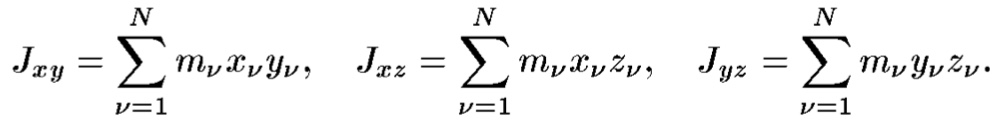 $J_{xy} = \sum_{\nu=1}^{N} m_\nu x_\nu y_\nu, \quad J_{xz} = \sum_{\nu=1}^{N} m_\nu x_\nu z_\nu, \quad J_{yz} = \sum_{\nu=1}^{N} m_\nu y_\nu z_\nu.$